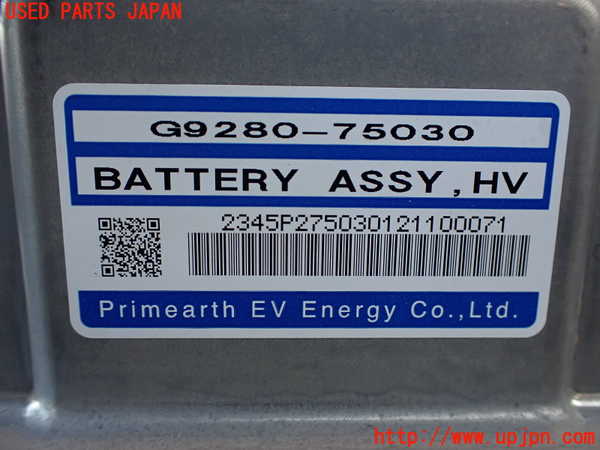 USED PARTS JAPAN
G9280-75030
BATTERY ASSY,HV
2345P275030121100071
Primearth EV Energy Co.,Ltd.
http://www.upjpn.com/